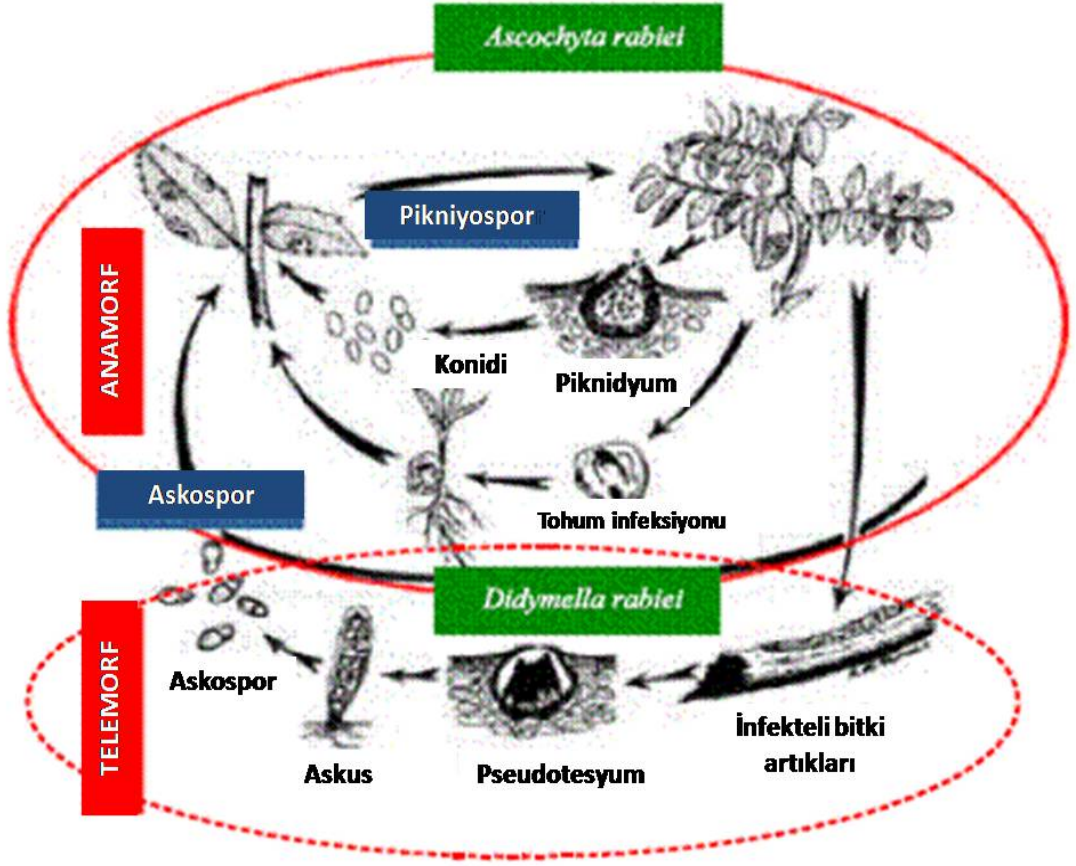 Ascochyta rabiei
Pikniyospor
ANAMORF
Konidi
Piknidyum
Askospor
Tohum infeksiyonu
Didymella rabiei
TELEMORF
Askospor
Askus
Pseudotesyum
İnfekteli bitki
artıkları